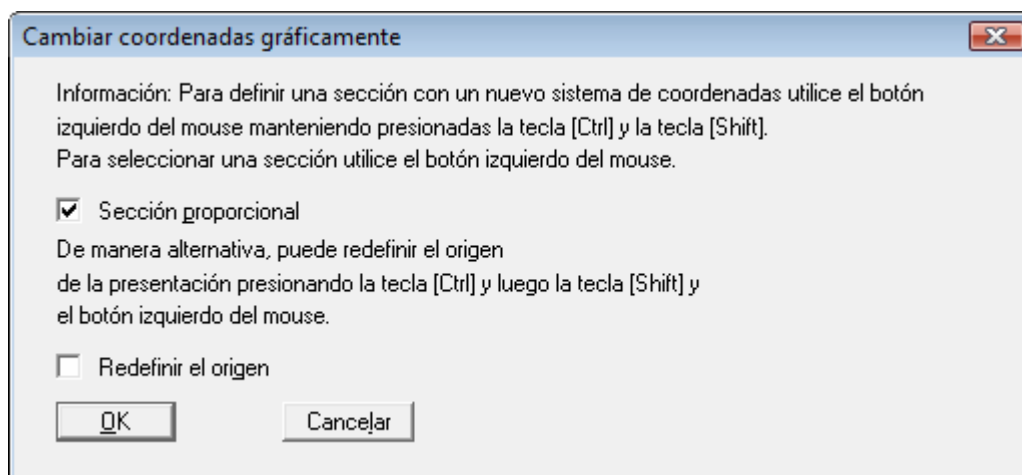 Cambiar coordenadas gráficamente
Información: Para definir una sección con un nuevo sistema de coordenadas utilice el botón
izquierdo del mouse manteniendo presionadas la tecla [Ctrl] y la tecla [Shift].
Para seleccionar una sección utilice el botón izquierdo del mouse.
Sección proporcional
De manera alternativa, puede redefinir el origen
de la presentación presionando la tecla [Ctrl] y luego la tecla [Shift] y
el botón izquierdo del mouse.
Redefinir el origen
OK Cancelar